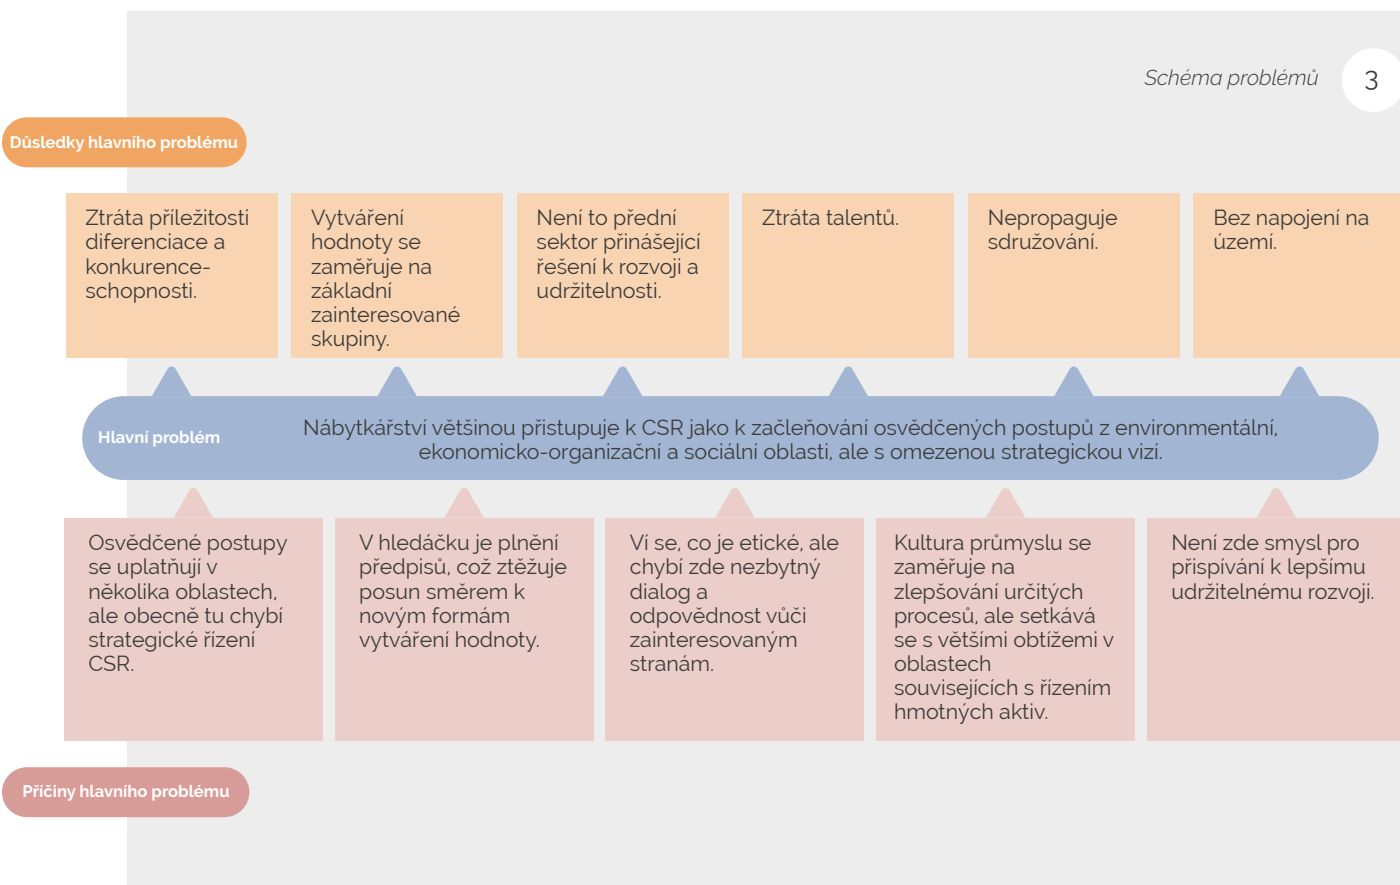 Schéma problémů
3
Důsledky hlavního problému
Ztráta příležitosti
diferenciace a
konkurence-
schopnosti.
Vytváření
hodnoty se
zaměřuje na
základní
zainteresované
skupiny.
Není to přední
sektor přinášející
řešení k rozvoji a
udržitelnosti.
Ztráta talentů.
Nepropaguje
sdružování.
Bez napojení na
území.
Hlavní problém
Nábytkářství většinou přistupuje k CSR jako k začleňování osvědčených postupů z environmentální,
ekonomicko-organizační a sociální oblasti, ale s omezenou strategickou vizí.
Osvědčené postupy
se uplatňují v
několika oblastech,
ale obecně tu chybí
strategické řízení
CSR.
V hledáčku je plnění
předpisů, což ztěžuje
posun směrem k
novým formám
vytváření hodnoty.
Ví se, co je etické, ale
chybí zde nezbytný
dialog a
odpovědnost vůči
zainteresovaným
stranám.
Kultura průmyslu se
zaměřuje na
zlepšování určitých
procesů, ale setkává
se s většími obtížemi v
oblastech
souvisejících s řízením
hmotných aktiv.
Není zde smysl pro
přispívání k lepšímu
udržitelnému rozvoji.
Příčiny hlavního problému